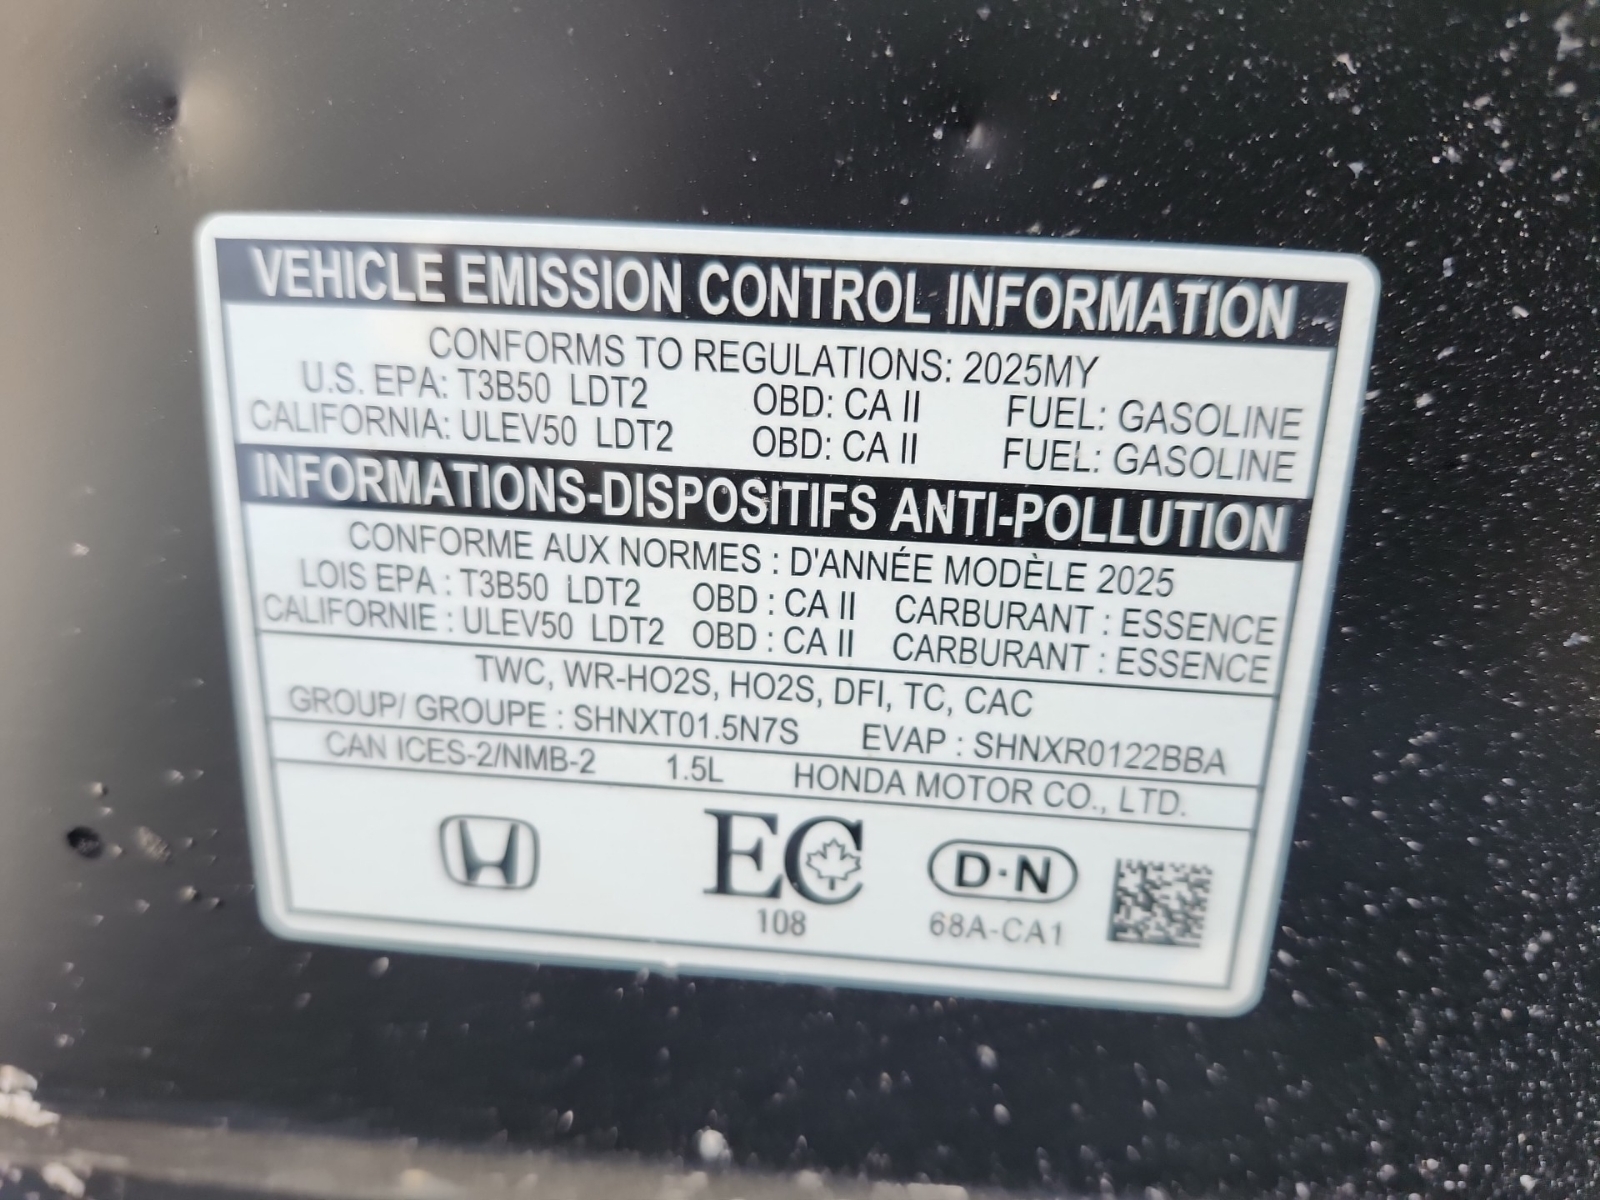 VEHICLE EMISSION CONTROL INFORMATION
CONFORMS TO REGULATIONS: 2025MY
U.S. EPA: T3B50 LDT2 OBD: CA II FUEL: GASOLINE
CALIFORNIA: ULEV50 LDT2 OBD: CA II FUEL: GASOLINE
INFORMATIONS-DISPOSITIFS ANTI-POLLUTION
CONFORME AUX NORMES : D'ANNÉE MODÈLE 2025
LOIS EPA : T3B50 LDT2 OBD : CA II CARBURANT : ESSENCE
CALIFORNIE : ULEV50 LDT2 OBD : CA II CARBURANT : ESSENCE
TWC, WR-HO2S, HO2S, DFI, TC, CAC
GROUP/ GROUPE : SHNXT01.5N7S EVAP : SHNXR0122BBA
CAN ICES-2/NMB-2 1.5L HONDA MOTOR CO., LTD.
EC D·N
108 68A-CA1